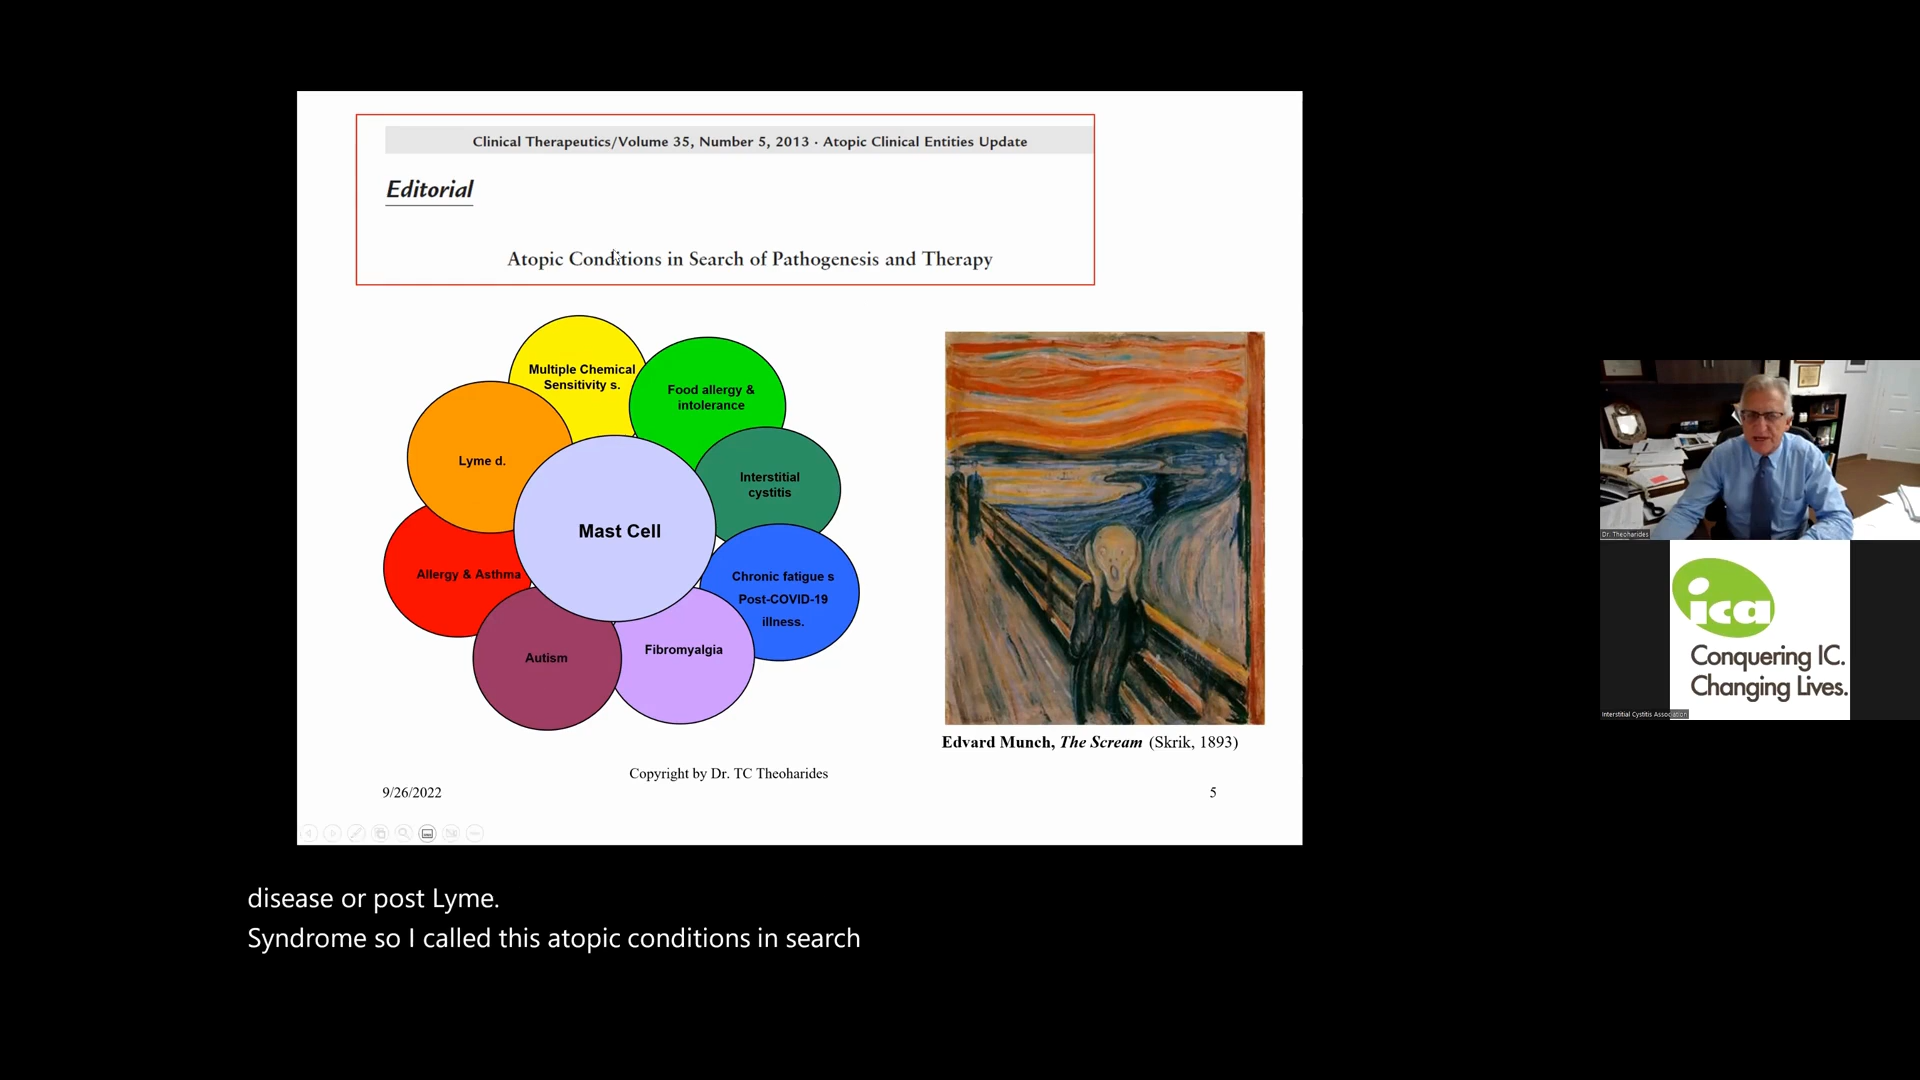 Clinical Therapeutics/Volume 35, Number 5, 2013 · Atopic Clinical Entities Update
Editorial
Atopic Conditions in Search of Pathogenesis and Therapy
Multiple Chemical
Sensitivity s.
Food allergy &
intolerance
Lyme d.
Interstitial
cystitis
Mast Cell
Allergy & Asthma
Chronic fatigue s
Post-COVID-19
illness.
Autism
Fibromyalgia
Edvard Munch, The Scream (Skrik, 1893)
Copyright by Dr. TC Theoharides
9/26/2022
5
Dr. Theoharides
ica
Conquering IC.
Changing Lives.
Interstitial Cystitis Association
disease or post Lyme.
Syndrome so I called this atopic conditions in search